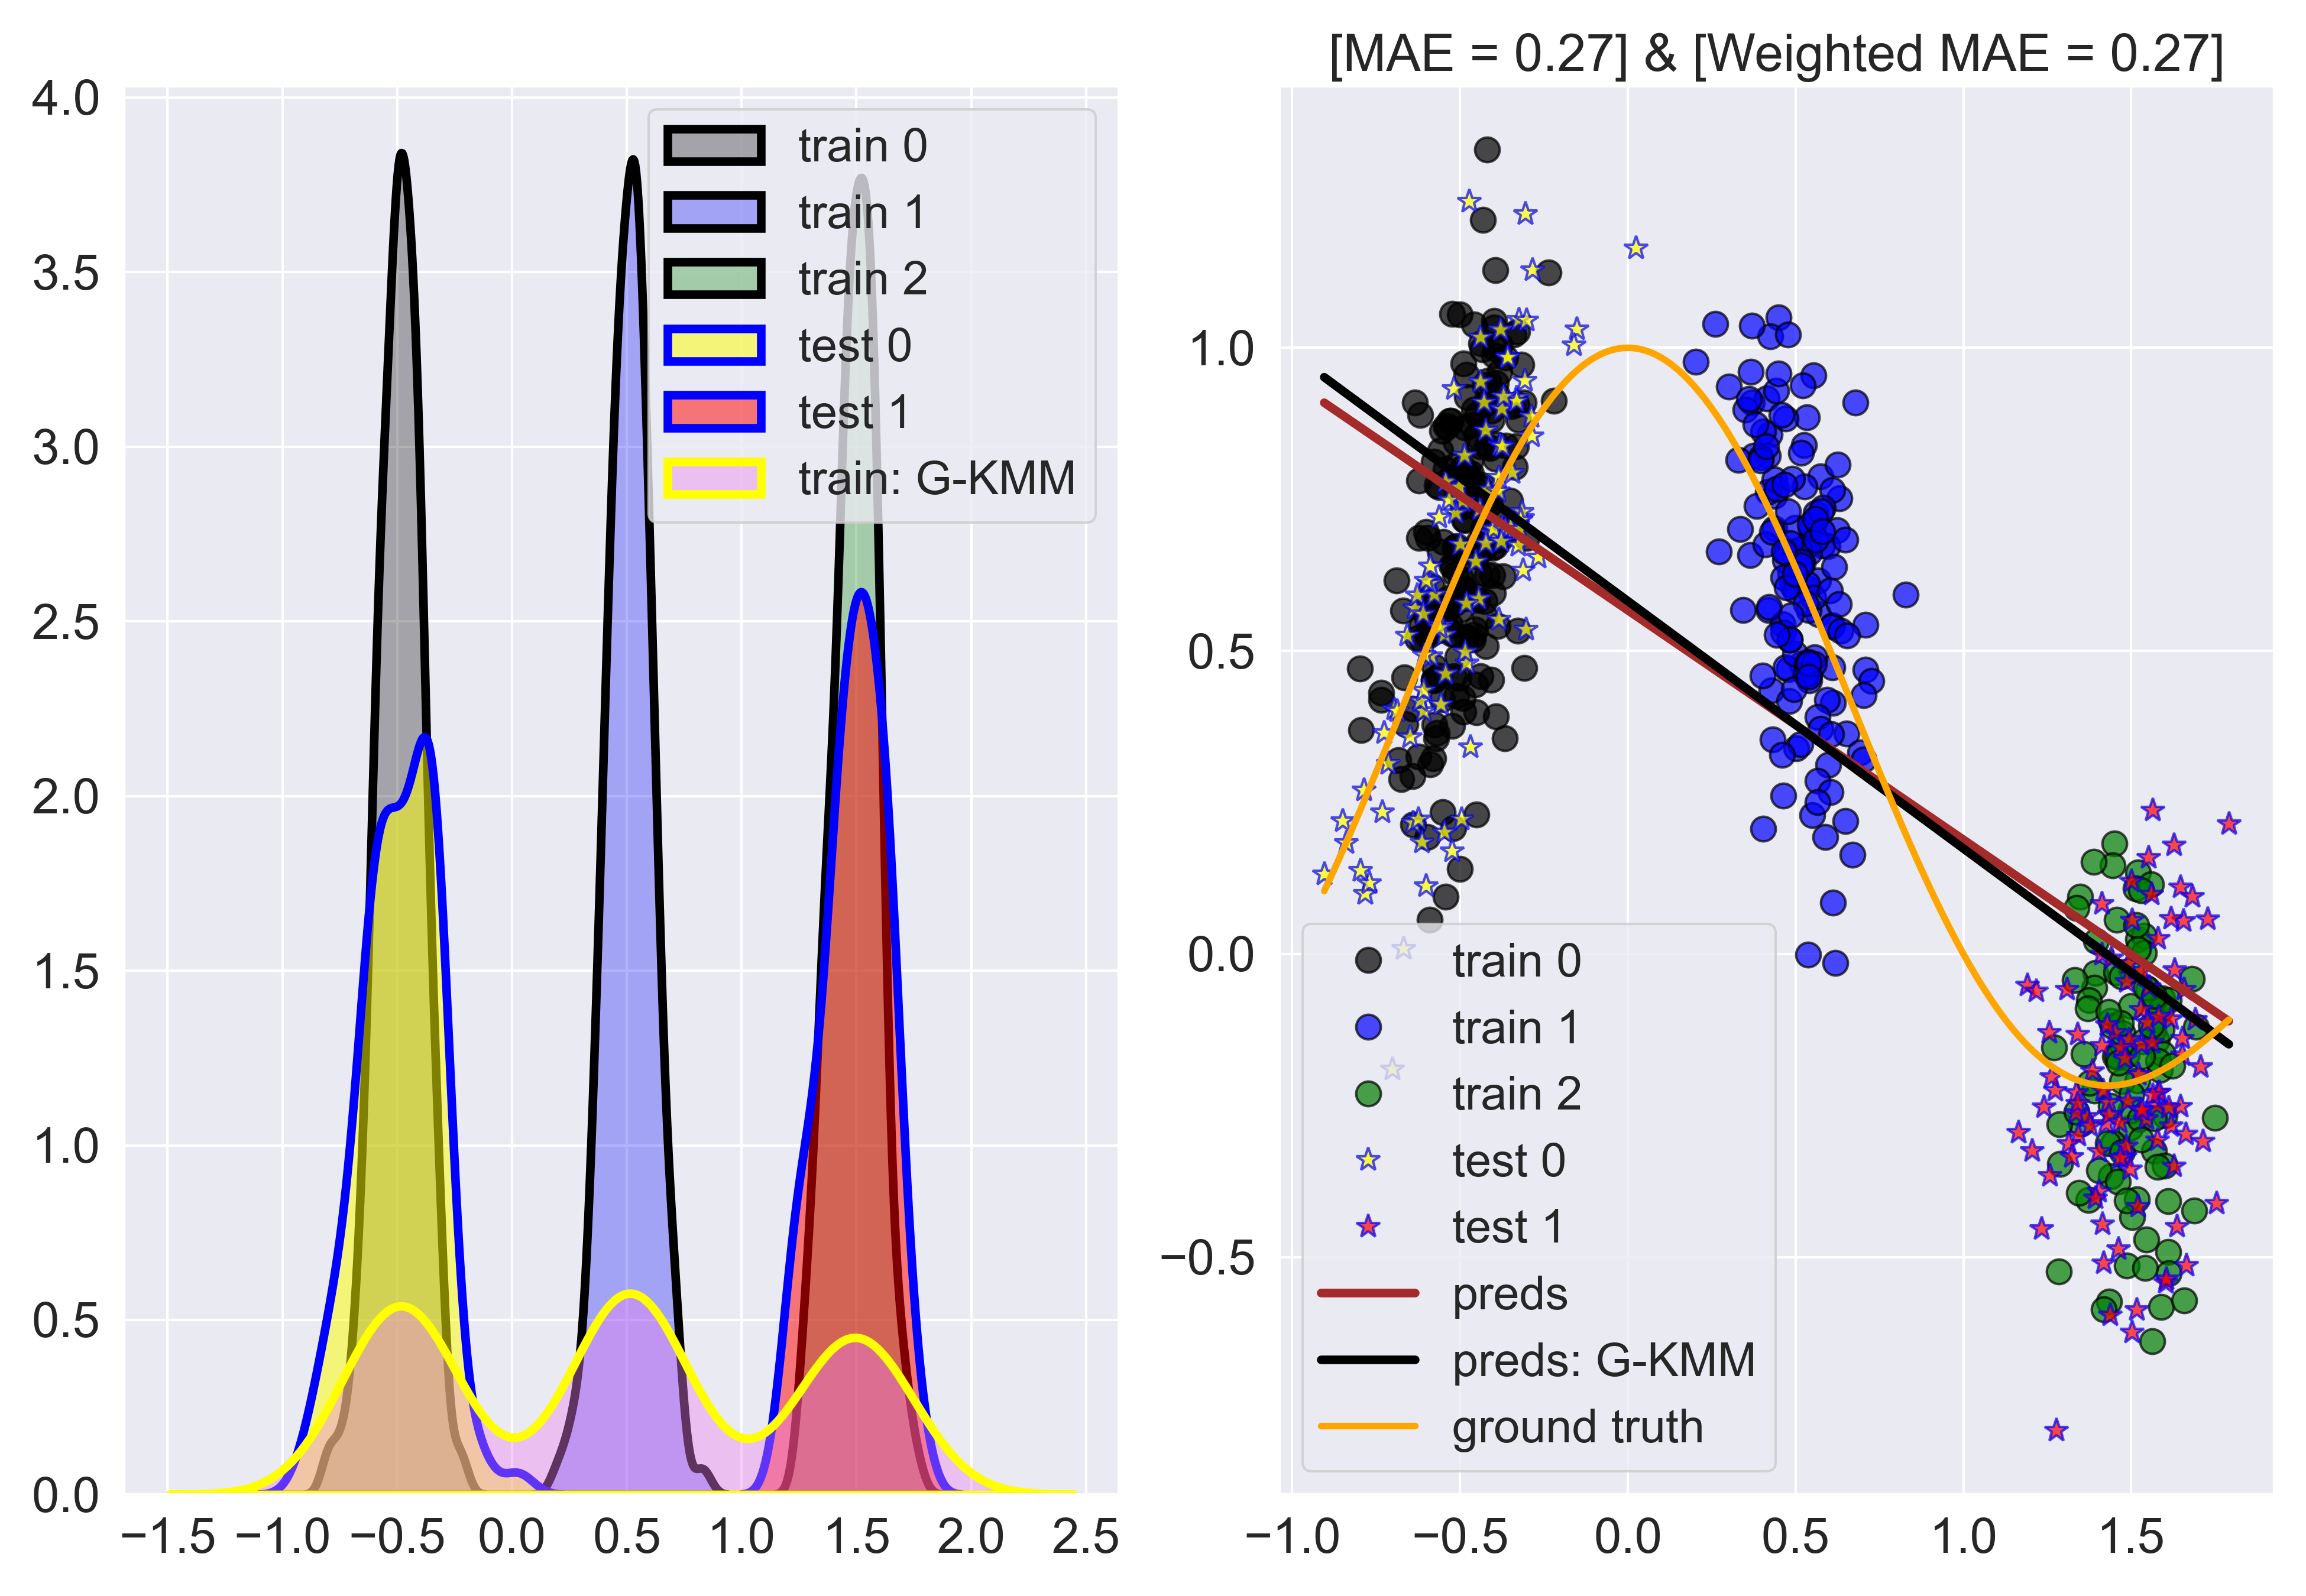 [MAE = 0.27] & [Weighted MAE = 0.27]
4.0
3.5
3.0
2.5
2.0
1.5
1.0
0.5
0.0
−1.5 −1.0 −0.5 0.0 0.5 1.0 1.5 2.0 2.5
train 0
train 1
train 2
test 0
test 1
train: G-KMM
1.0
0.5
0.0
−0.5
−1.0 −0.5 0.0 0.5 1.0 1.5
train 0
train 1
train 2
test 0
test 1
preds
preds: G-KMM
ground truth